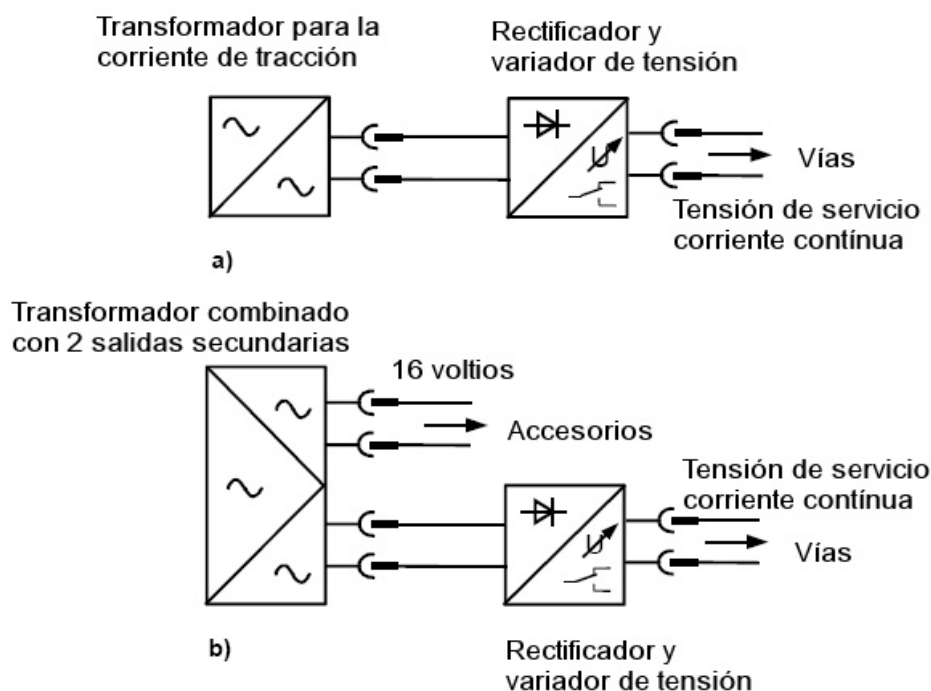 Transformador para la
corriente de tracción
Rectificador y
variador de tensión
U
Vías
Tensión de servicio
corriente contínua
a)
Transformador combinado
con 2 salidas secundarias
16 voltios
Accesorios
Tensión de servicio
corriente contínua
U
Vías
b)
Rectificador y
variador de tensión